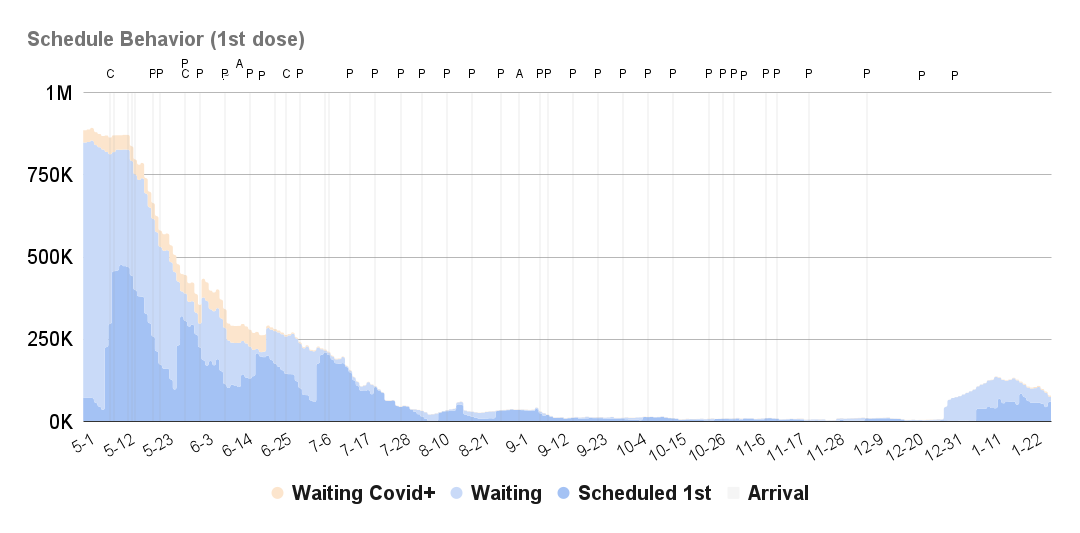 Schedule Behavior (1st dose)
P A
C P P C P P P P C P P P P P P P P A P P P P P P P P P P P P P P P P P P
1M
750K
500K
250K
0K
5-1 5-12 5-23 6-3 6-14 6-25 7-6 7-17 7-28 8-10 8-21 9-1 9-12 9-23 10-4 10-15 10-26 11-6 11-17 11-28 12-9 12-20 12-31 1-11 1-22
Waiting Covid+ Waiting Scheduled 1st Arrival